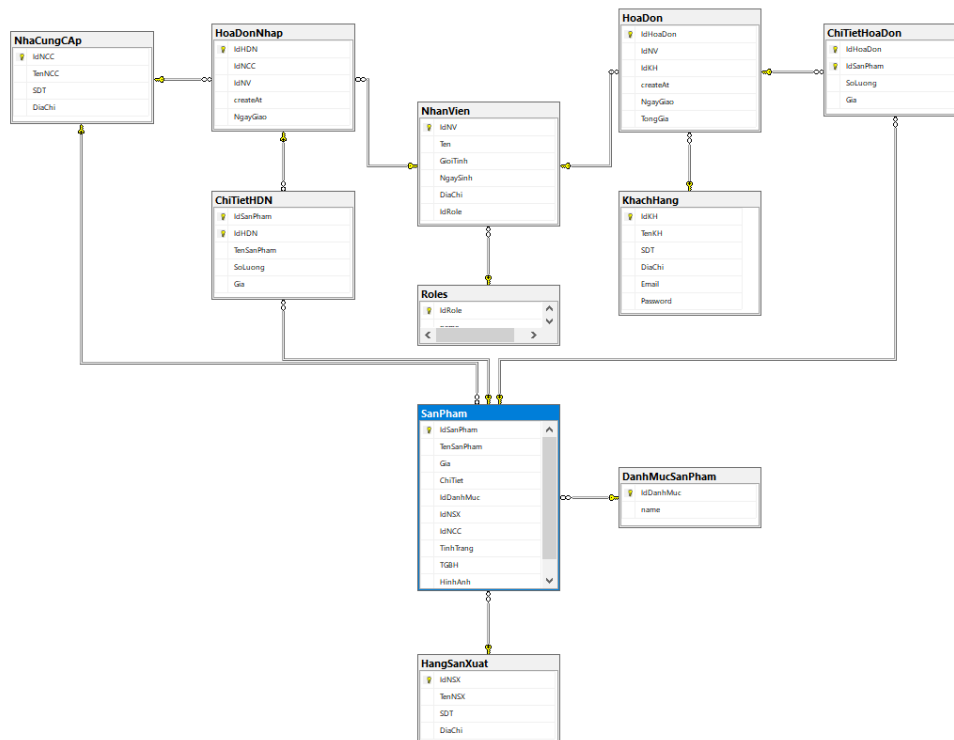 NhaCungCAp
IdNCC
TenNCC
SDT
DiaChi
HoaDonNhap
IdHDN
IdNCC
IdNV
createAt
NgayGiao
HoaDon
IdHoaDon
IdNV
IdKH
createAt
NgayGiao
TongGia
ChiTietHoaDon
IdHoaDon
IdSanPham
SoLuong
Gia
NhanVien
IdNV
Ten
GioiTinh
NgaySinh
DiaChi
IdRole
ChiTietHDN
IdSanPham
IdHDN
TenSanPham
SoLuong
Gia
KhachHang
IdKH
TenKH
SDT
DiaChi
Email
Password
Roles
IdRole
SanPham
IdSanPham
TenSanPham
Gia
ChiTiet
IdDanhMuc
IdNSX
IdNCC
TinhTrang
TGBH
HinhAnh
DanhMucSanPham
IdDanhMuc
name
HangSanXuat
IdNSX
TenNSX
SDT
DiaChi